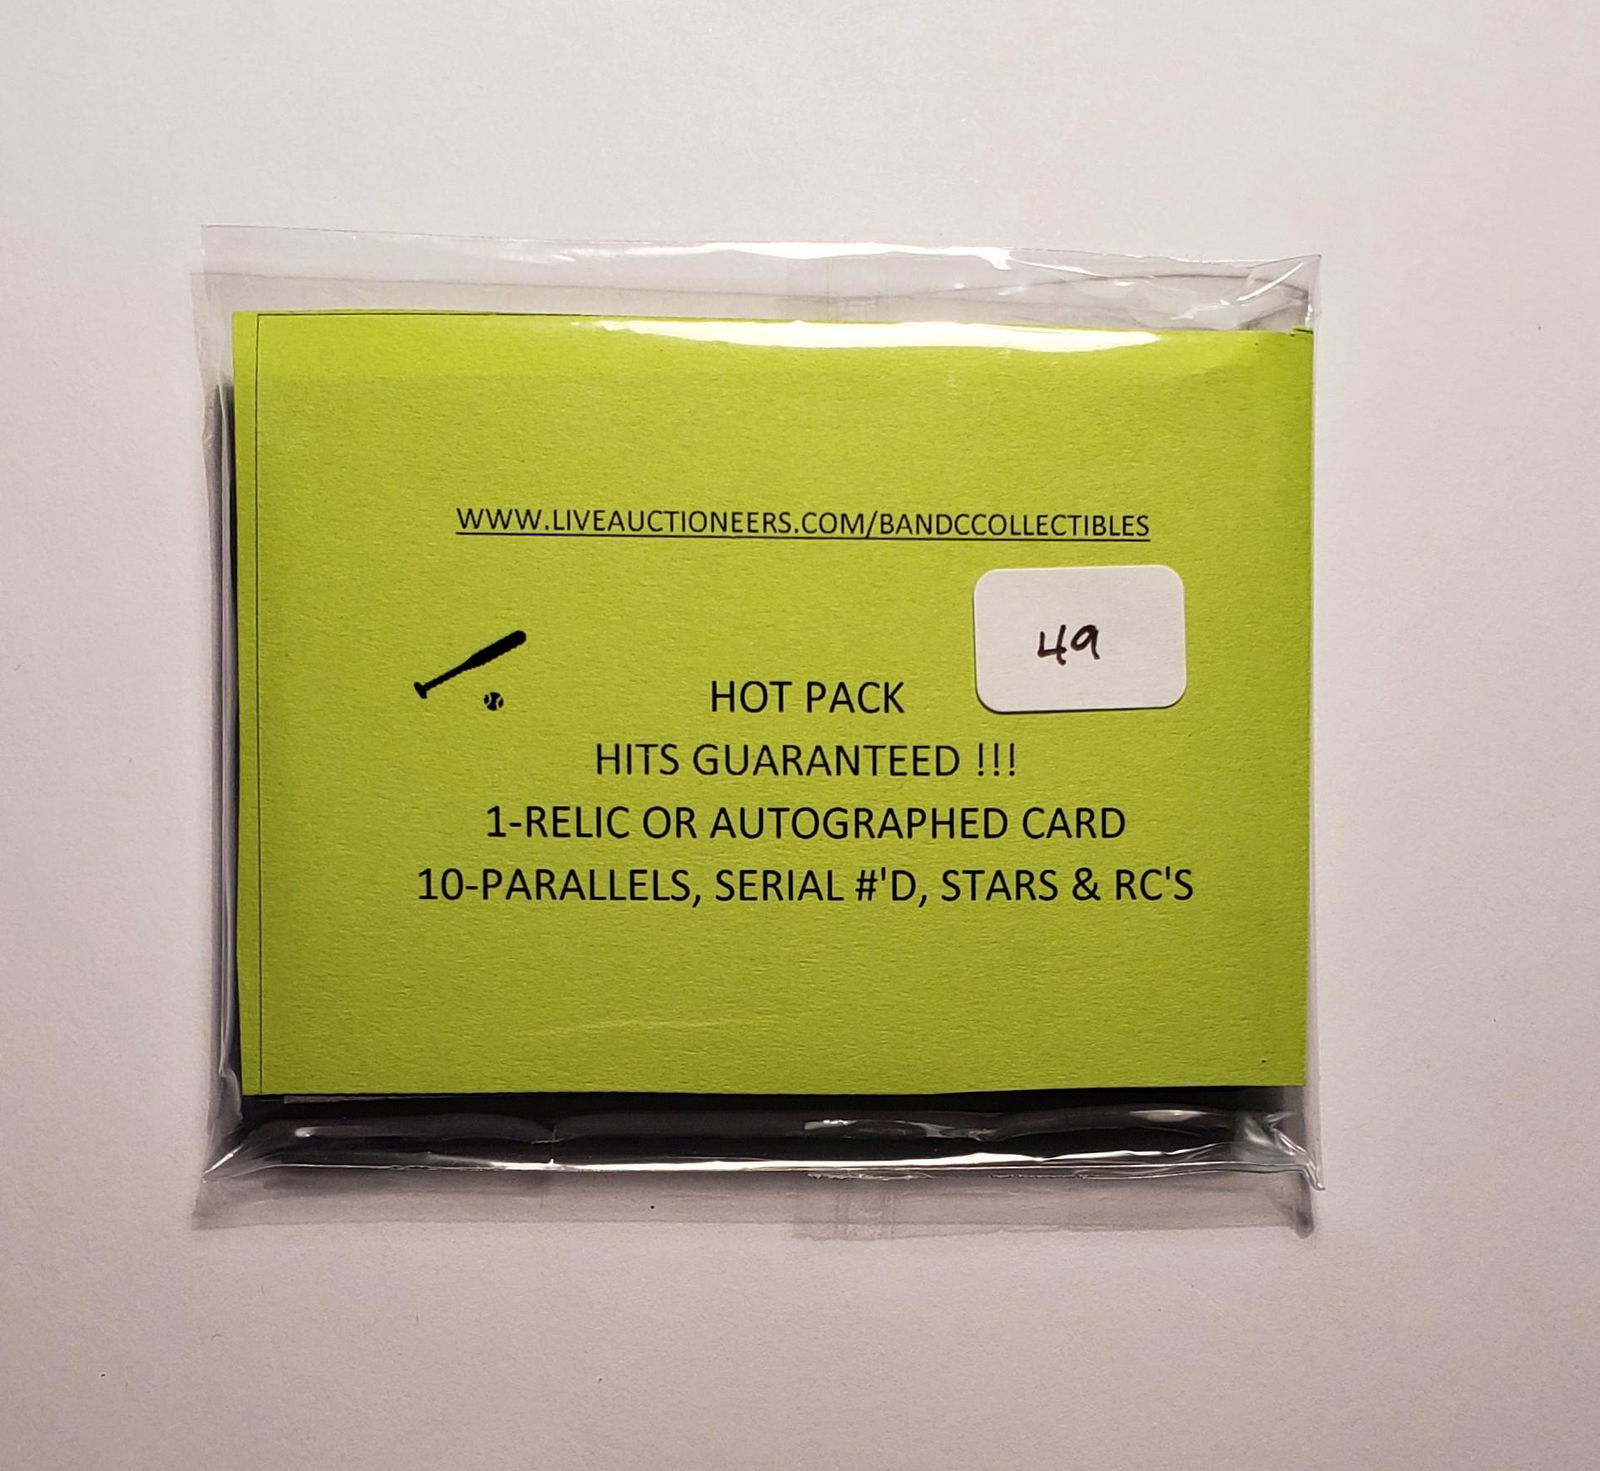 WWW.LIVEAUCTIONEERS.COM/BANDCCOLLECTIBLES
49
HOT PACK
HITS GUARANTEED !!!
1-RELIC OR AUTOGRAPHED CARD
10-PARALLELS, SERIAL #'D, STARS & RC'S